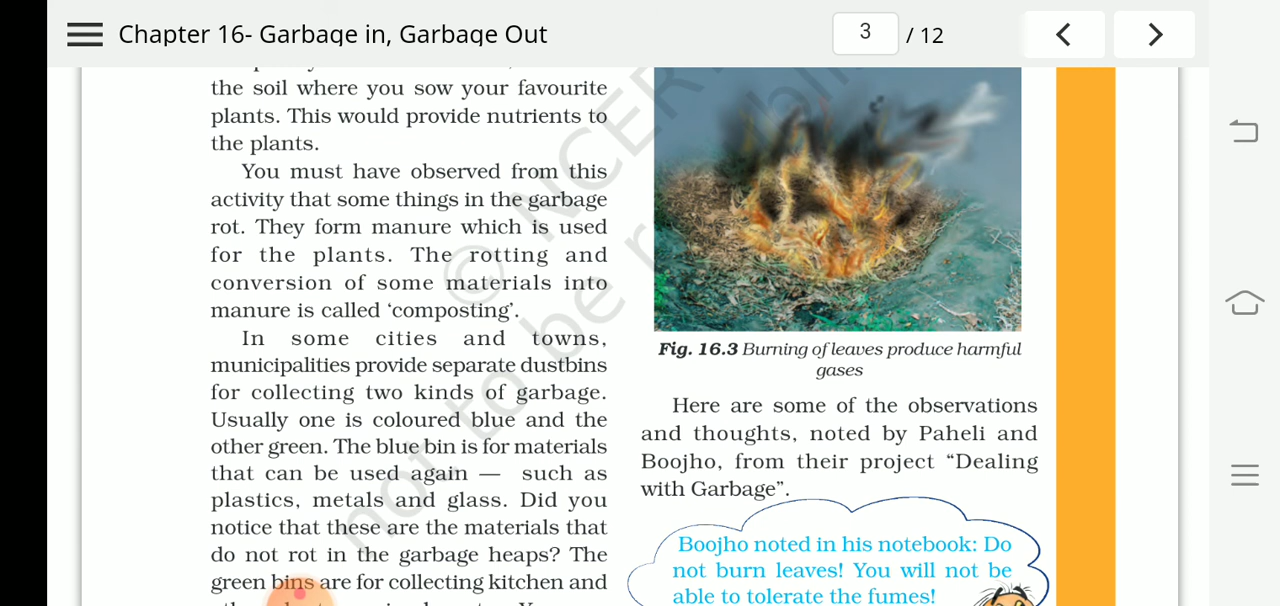 Chapter 16- Garbage in, Garbage Out
3 / 12
the soil where you sow your favourite
plants. This would provide nutrients to
the plants.
You must have observed from this
activity that some things in the garbage
rot. They form manure which is used
for the plants. The rotting and
conversion of some materials into
manure is called ‘composting’.
In some cities and towns,
municipalities provide separate dustbins
for collecting two kinds of garbage.
Usually one is coloured blue and the
other green. The blue bin is for materials
that can be used again — such as
plastics, metals and glass. Did you
notice that these are the materials that
do not rot in the garbage heaps? The
green bins are for collecting kitchen and
Fig. 16.3 Burning of leaves produce harmful
gases
Here are some of the observations
and thoughts, noted by Paheli and
Boojho, from their project “Dealing
with Garbage”.
Boojho noted in his notebook: Do
not burn leaves! You will not be
able to tolerate the fumes!
© NCER
not to be r